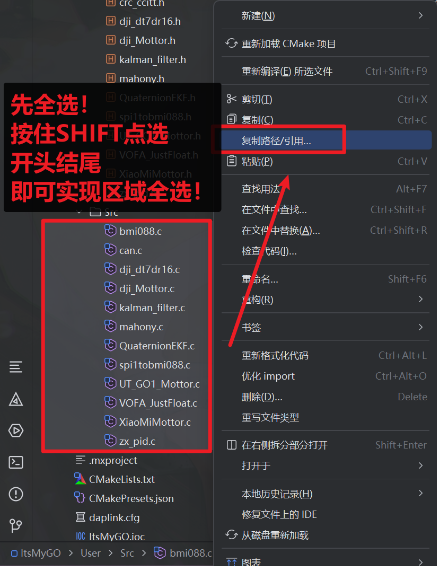 crc_ccitt.h
dji_dt7dr16.h
dji_Mottor.h
kalman_filter.h
mahony.h
QuaternionEKF.h
VOFA_JustFloat.h
XiaoMiMottor.h
先全选！
按住SHIFT点选
开头结尾
即可实现区域全选！
Src
bmi088.c
can.c
dji_dt7dr16.c
dji_Mottor.c
kalman_filter.c
mahony.c
QuaternionEKF.c
spi1tobmi088.c
UT_GO1_Mottor.c
VOFA_JustFloat.c
XiaoMiMottor.c
zx_pid.c
.mxproject
CMakeLists.txt
CMakePresets.json
daplink.cfg
ItsMyGO.ioc
ItsMyGO > User > Src > bmi088.c
新建(N)
重新加载 CMake 项目
重新编译(E) 所选文件 Ctrl+Shift+F9
剪切(T) Ctrl+X
复制(C) Ctrl+C
复制路径/引用...
粘贴(P) Ctrl+V
查找用法 Alt+F7
在文件中查找... Ctrl+Shift+F
在文件中替换(A)... Ctrl+Shift+R
检查代码(I)...
重命名... Shift+F6
重构(R)
书签
重新格式化代码 Ctrl+Alt+L
优化 import Ctrl+Alt+O
删除(D)... Delete
重写文件类型
在右侧拆分部分打开 Shift+Enter
打开于
本地历史记录(H)
修复文件上的 IDE
从磁盘重新加载
图表